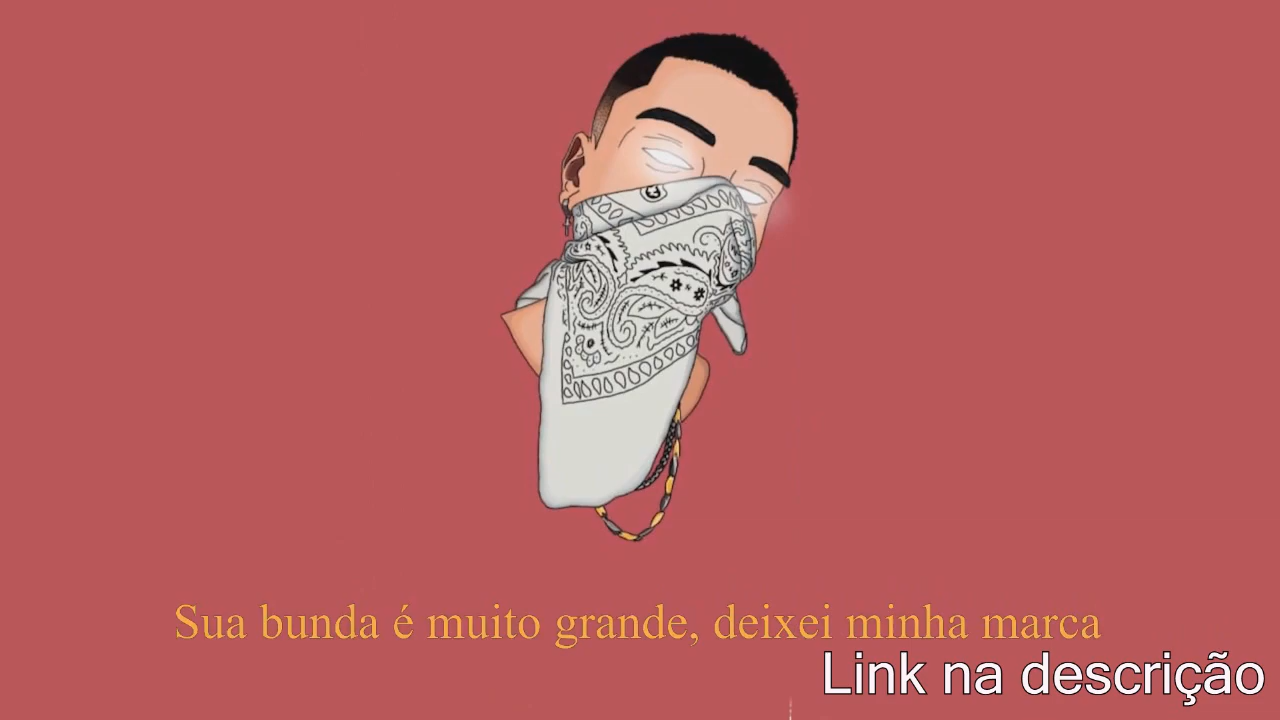 Sua bunda é muito grande, deixei minha marca
Link na descrição